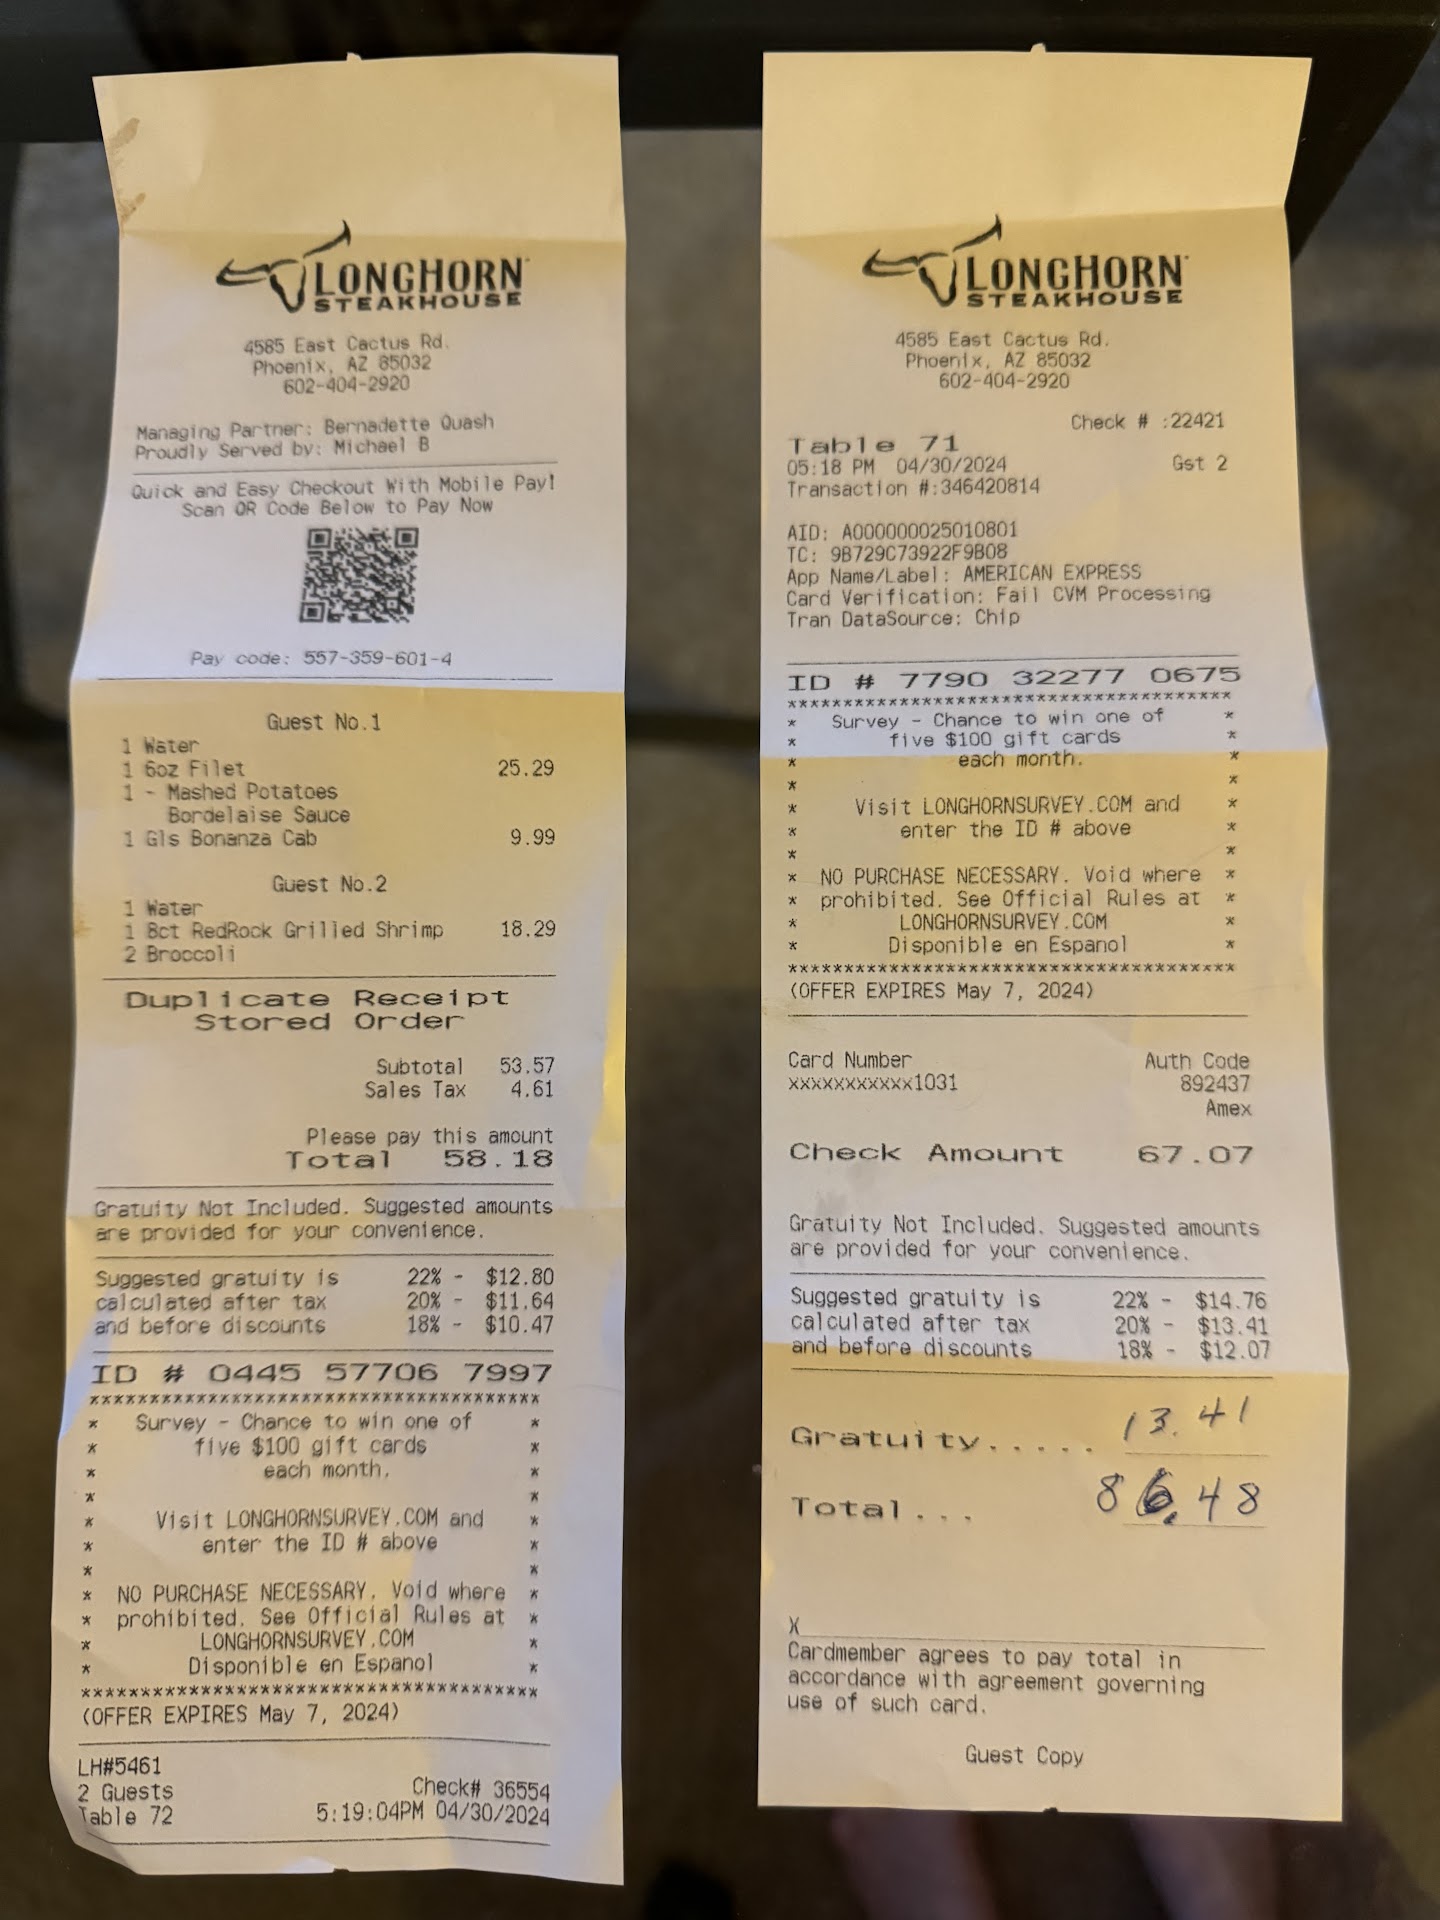 LONGHORN
STEAKHOUSE
4585 East Cactus Rd.
Phoenix, AZ 85032
602-404-2920
Managing Partner: Bernadette Quash
Proudly Served by: Michael B
Quick and Easy Checkout With Mobile Pay!
Scan QR Code Below to Pay Now
Pay code: 557-359-601-4
Guest No.1
1 Water
1 6oz Filet 25.29
1 - Mashed Potatoes
Bordelaise Sauce
1 Gls Bonanza Cab 9.99
Guest No.2
1 Water
1 8ct RedRock Grilled Shrimp 18.29
2 Broccoli
Duplicate Receipt
Stored Order
Subtotal 53.57
Sales Tax 4.61
Please pay this amount
Total 58.18
Gratuity Not Included. Suggested amounts
are provided for your convenience.
Suggested gratuity is 22% - $12.80
calculated after tax 20% - $11.64
and before discounts 18% - $10.47
ID # 0445 57706 7997
****************************************
* Survey - Chance to win one of *
* five $100 gift cards *
* each month. *
* *
* Visit LONGHORNSURVEY.COM and *
* enter the ID # above *
* *
* NO PURCHASE NECESSARY. Void where *
* prohibited. See Official Rules at *
* LONGHORNSURVEY.COM *
* Disponible en Espanol *
****************************************
(OFFER EXPIRES May 7, 2024)
LH#5461
2 Guests Check# 36554
Table 72 5:19:04PM 04/30/2024
LONGHORN
STEAKHOUSE
4585 East Cactus Rd.
Phoenix, AZ 85032
602-404-2920
Check # :22421
Table 71
05:18 PM 04/30/2024 Gst 2
Transaction #:346420814
AID: A000000025010801
TC: 9B729C73922F9B08
App Name/Label: AMERICAN EXPRESS
Card Verification: Fail CVM Processing
Tran DataSource: Chip
ID # 7790 32277 0675
****************************************
* Survey - Chance to win one of *
* five $100 gift cards *
* each month. *
* *
* Visit LONGHORNSURVEY.COM and *
* enter the ID # above *
* *
* NO PURCHASE NECESSARY. Void where *
* prohibited. See Official Rules at *
* LONGHORNSURVEY.COM *
* Disponible en Espanol *
****************************************
(OFFER EXPIRES May 7, 2024)
Card Number Auth Code
xxxxxxxxxxx1031 892437
Amex
Check Amount 67.07
Gratuity Not Included. Suggested amounts
are provided for your convenience.
Suggested gratuity is 22% - $14.76
calculated after tax 20% - $13.41
and before discounts 18% - $12.07
Gratuity..... 13.41
Total... 86.48
X
Cardmember agrees to pay total in
accordance with agreement governing
use of such card.
Guest Copy